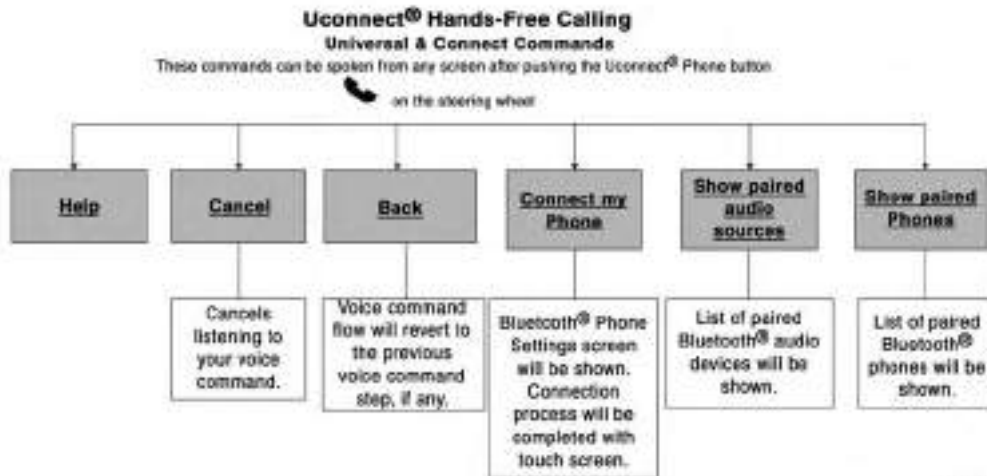 Uconnect® Hands-Free Calling
Universal & Connect Commands
These commands can be spoken from any screen after pushing the Uconnect® Phone button
on the steering wheel
Help
Cancel
Back
Connect my
Phone
Show paired
audio
sources
Show paired
Phones
Cancels
listening to
your voice
command.
Voice command
flow will revert to
the previous
voice command
step, if any.
Bluetooth® Phone
Settings screen
will be shown.
Connection
process will be
completed with
touch screen.
List of paired
Bluetooth® audio
devices will be
shown.
List of paired
Bluetooth®
phones will be
shown.